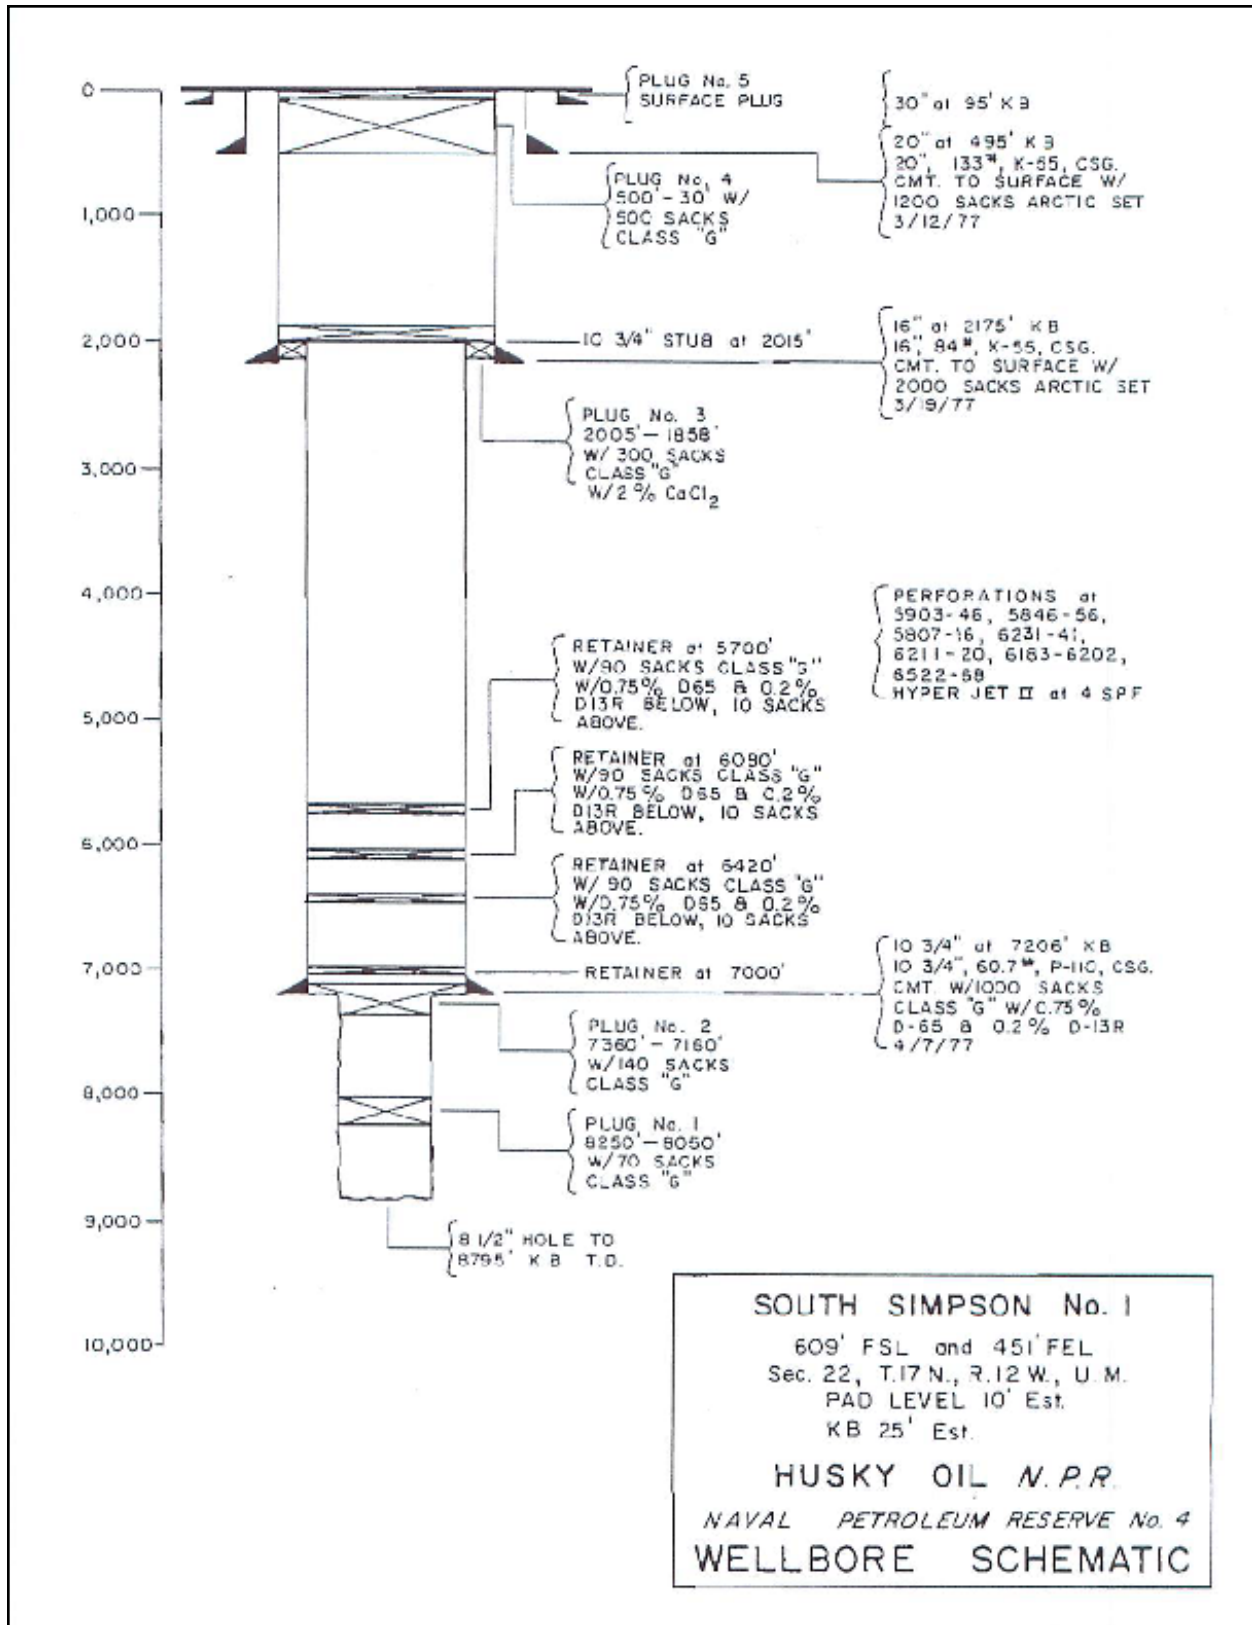 0
1,000
2,000
3,000
4,000
5,000
6,000
7,000
8,000
9,000
10,000
PLUG No. 5
SURFACE PLUG
30" at 95' KB
20" at 495' KB
20", 133#, K-55, CSG.
CMT. TO SURFACE W/
1200 SACKS ARCTIC SET
3/12/77
PLUG No. 4
500'-30' W/
500 SACKS
CLASS "G"
10 3/4" STUB at 2015'
16" at 2175' KB
16", 84#, K-55, CSG.
CMT. TO SURFACE W/
2000 SACKS ARCTIC SET
3/19/77
PLUG No. 3
2005'-1858'
W/ 300 SACKS
CLASS "G"
W/2% CaCl2
PERFORATIONS at
5903-46, 5846-56,
5807-16, 6231-41,
6211-20, 6183-6202,
6522-68
HYPER JET II at 4 SPF
RETAINER at 5700'
W/90 SACKS CLASS "G"
W/0.75% D65 & 0.2%
D13R BELOW, 10 SACKS
ABOVE.
RETAINER at 6090'
W/90 SACKS CLASS "G"
W/0.75% D65 & 0.2%
D13R BELOW, 10 SACKS
ABOVE.
RETAINER at 6420'
W/ 90 SACKS CLASS "G"
W/0.75% D65 & 0.2%
D13R BELOW, 10 SACKS
ABOVE.
RETAINER at 7000'
10 3/4" at 7206' KB
10 3/4", 60.7#, P-110, CSG.
CMT. W/1000 SACKS
CLASS "G" W/0.75%
D-65 & 0.2% D-13R
4/7/77
PLUG No. 2
7360'-7160'
W/140 SACKS
CLASS "G"
PLUG No. 1
8250'-8050'
W/70 SACKS
CLASS "G"
8 1/2" HOLE TO
8795' KB T.D.
SOUTH SIMPSON No. 1
609' FSL and 451' FEL
Sec. 22, T.17 N., R.12 W., U.M.
PAD LEVEL 10' Est.
KB 25' Est.
HUSKY OIL N.P.R.
NAVAL PETROLEUM RESERVE No. 4
WELLBORE SCHEMATIC